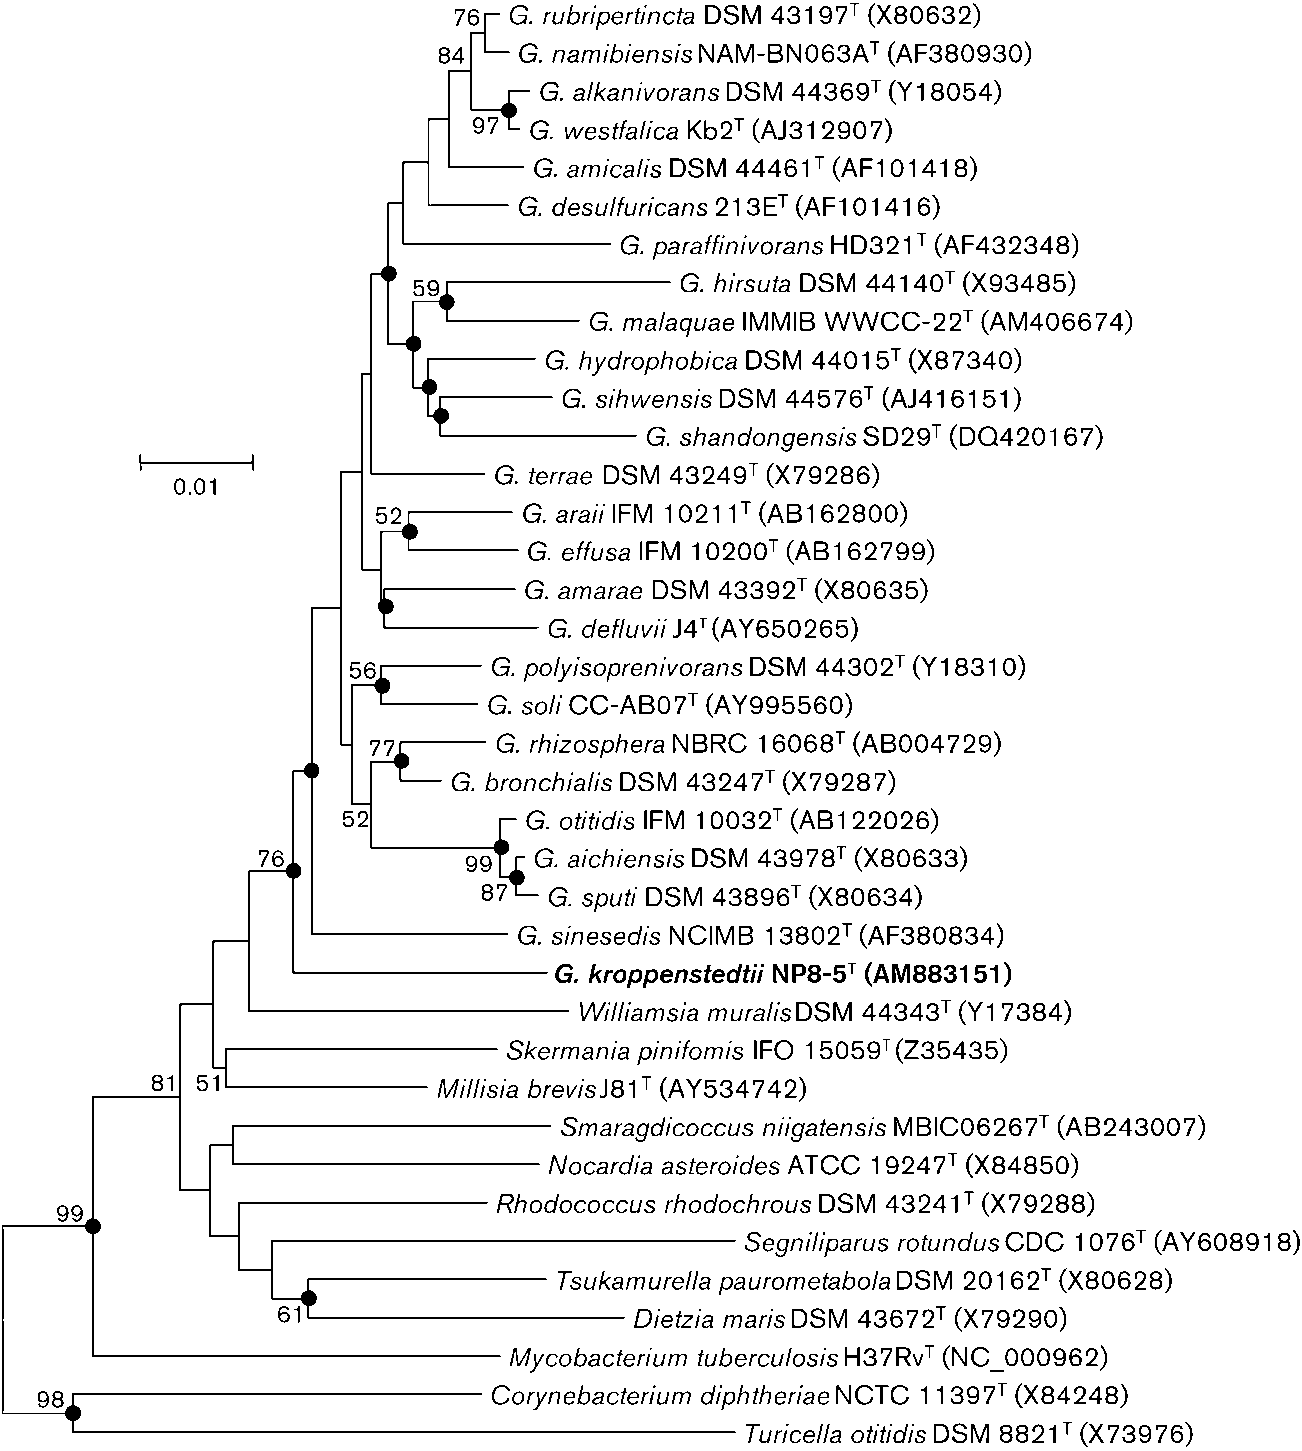 76 G. rubripertincta DSM 43197T (X80632)
84 G. namibiensis NAM-BN063AT (AF380930)
G. alkanivorans DSM 44369T (Y18054)
97 G. westfalica Kb2T (AJ312907)
G. amicalis DSM 44461T (AF101418)
G. desulfuricans 213ET (AF101416)
G. paraffinivorans HD321T (AF432348)
59 G. hirsuta DSM 44140T (X93485)
G. malaquae IMMIB WWCC-22T (AM406674)
G. hydrophobica DSM 44015T (X87340)
G. sihwensis DSM 44576T (AJ416151)
G. shandongensis SD29T (DQ420167)
G. terrae DSM 43249T (X79286)
0.01
52 G. araii IFM 10211T (AB162800)
G. effusa IFM 10200T (AB162799)
G. amarae DSM 43392T (X80635)
G. defluvii J4T (AY650265)
56 G. polyisoprenivorans DSM 44302T (Y18310)
G. soli CC-AB07T (AY995560)
77 G. rhizosphera NBRC 16068T (AB004729)
G. bronchialis DSM 43247T (X79287)
52 G. otitidis IFM 10032T (AB122026)
76 99 G. aichiensis DSM 43978T (X80633)
87 G. sputi DSM 43896T (X80634)
G. sinesedis NCIMB 13802T (AF380834)
G. kroppenstedtii NP8-5T (AM883151)
Williamsia muralis DSM 44343T (Y17384)
Skermania pinifomis IFO 15059T (Z35435)
81 51 Millisia brevis J81T (AY534742)
Smaragdicoccus niigatensis MBIC06267T (AB243007)
Nocardia asteroides ATCC 19247T (X84850)
99 Rhodococcus rhodochrous DSM 43241T (X79288)
Segniliparus rotundus CDC 1076T (AY608918)
Tsukamurella paurometabola DSM 20162T (X80628)
61 Dietzia maris DSM 43672T (X79290)
Mycobacterium tuberculosis H37RvT (NC_000962)
98 Corynebacterium diphtheriae NCTC 11397T (X84248)
Turicella otitidis DSM 8821T (X73976)